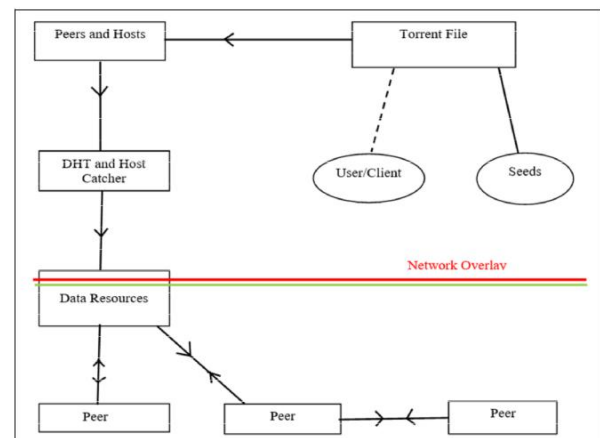 Peers and Hosts
Torrent File
DHT and Host
Catcher
User/Client
Seeds
Network Overlav
Data Resources
Peer
Peer
Peer